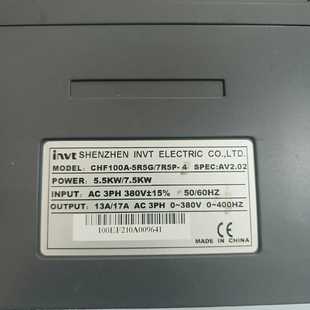 invt SHENZHEN INVT ELECTRIC CO.,LTD.
MODEL: CHF100A-5R5G/7R5P-4 SPEC:AV2.02
POWER: 5.5KW/7.5KW
INPUT: AC 3PH 380V±15% 50/60HZ
OUTPUT: 13A/17A AC 3PH 0~380V 0~400HZ
100EF210A009641
MADE IN CHINA